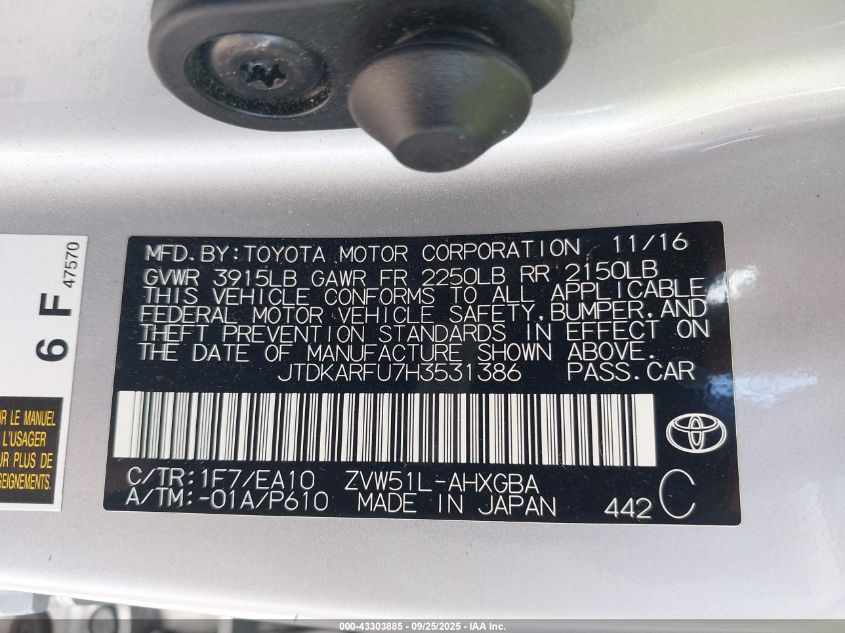 MFD.BY:TOYOTA MOTOR CORPORATION 11/16
GVWR 3915LB GAWR FR 2250LB RR 2150LB
THIS VEHICLE CONFORMS TO ALL APPLICABLE
FEDERAL MOTOR VEHICLE SAFETY,BUMPER,AND
THEFT PREVENTION STANDARDS IN EFFECT ON
THE DATE OF MANUFACTURE SHOWN ABOVE.
JTDKARFU7H3531386 PASS.CAR
C/TR:1F7/EA10 ZVW51L-AHXGBA
A/TM:-01A/P610 MADE IN JAPAN 442 C
6 F 47570
LE MANUEL
L'USAGER
PLUS DE
000-43303885 - 09/25/2025 - IAA Inc.